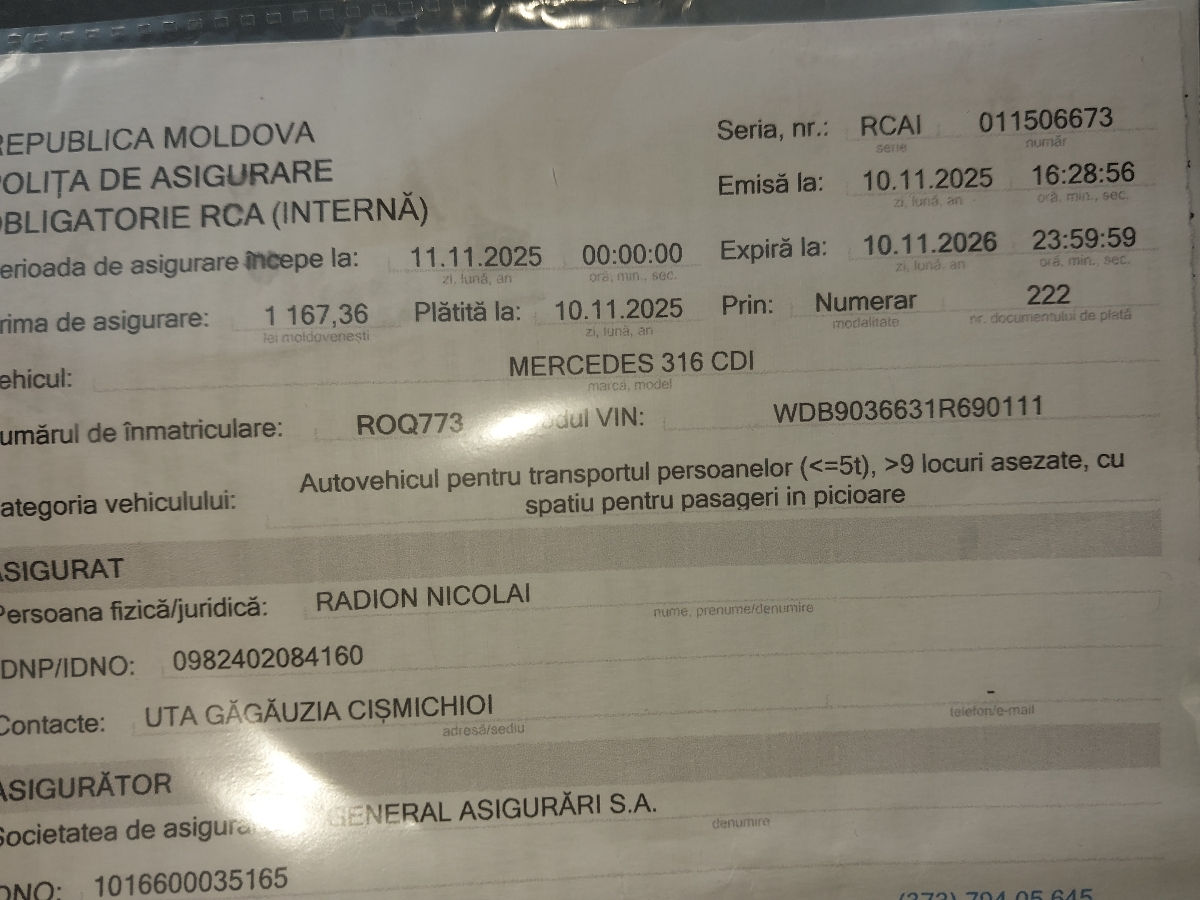 REPUBLICA MOLDOVA
POLIȚA DE ASIGURARE
OBLIGATORIE RCA (INTERNĂ)
Seria, nr.: RCAI 011506673
serie număr
Emisă la: 10.11.2025 16:28:56
zi, lună, an oră, min., sec.
erioada de asigurare începe la: 11.11.2025 00:00:00 Expiră la: 10.11.2026 23:59:59
zi, lună, an oră, min., sec. zi, lună, an oră, min., sec.
rima de asigurare: 1 167,36 Plătită la: 10.11.2025 Prin: Numerar 222
lei moldovenești zi, lună, an modalitate nr. documentului de plată
ehicul: MERCEDES 316 CDI
marca, model
umărul de înmatriculare: ROQ773 odul VIN: WDB9036631R690111
ategoria vehiculului: Autovehicul pentru transportul persoanelor (<=5t), >9 locuri asezate, cu
spatiu pentru pasageri in picioare
ASIGURAT
Persoana fizică/juridică: RADION NICOLAI
nume, prenume/denumire
DNP/IDNO: 0982402084160
Contacte: UTA GĂGĂUZIA CIȘMICHIOI -
adresă/sediu telefon/e-mail
ASIGURĂTOR
Societatea de asigura GENERAL ASIGURĂRI S.A.
denumire
DNO: 1016600035165
(373) 794 05 645